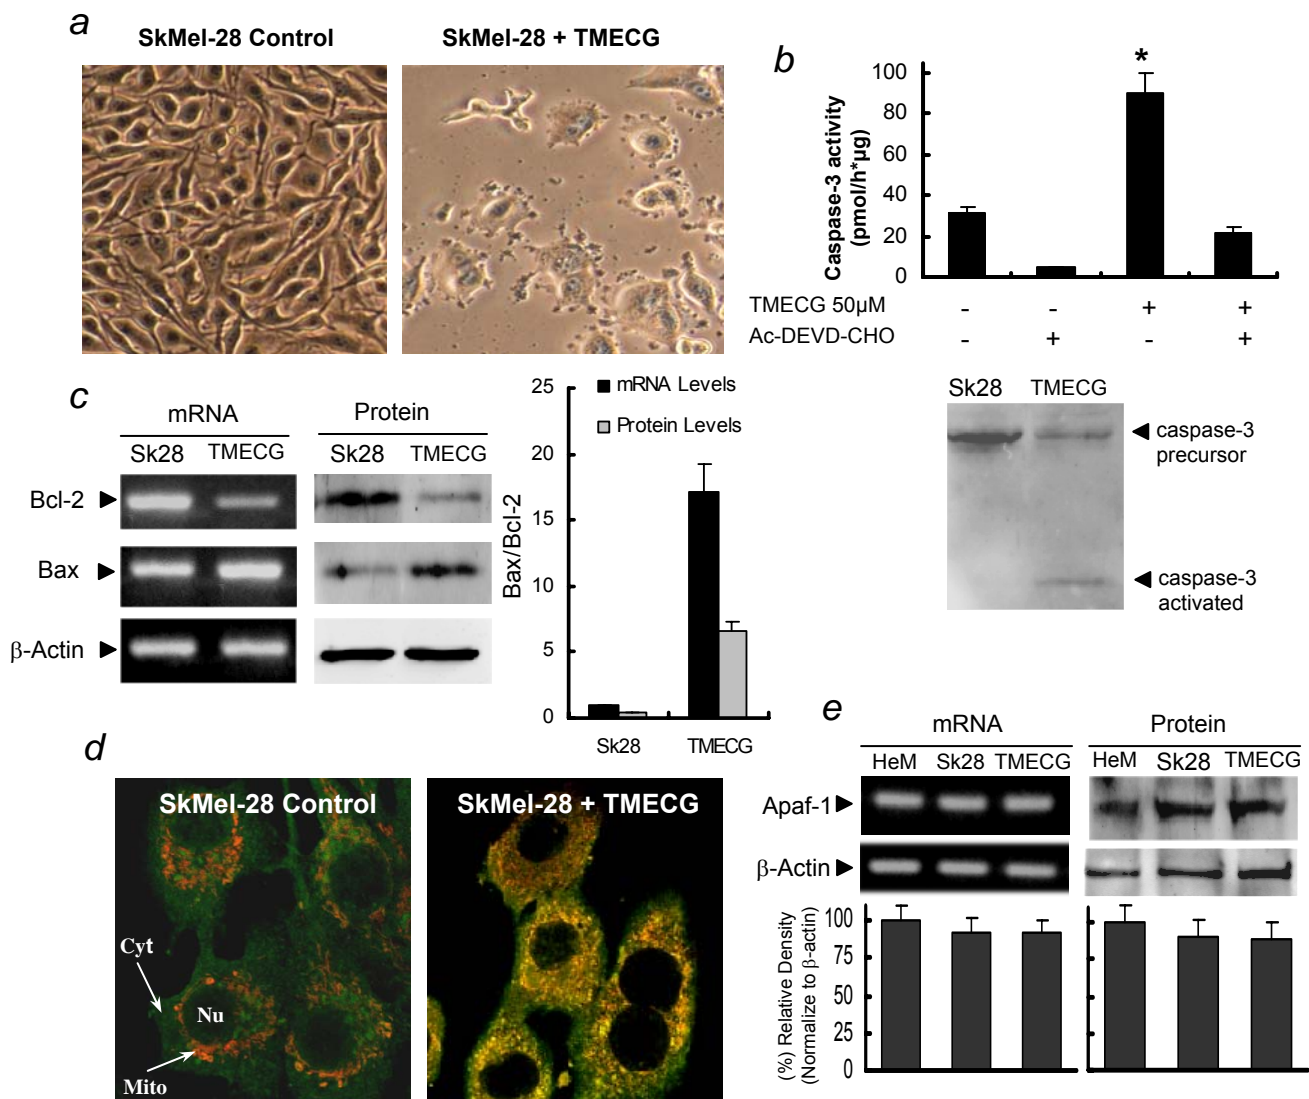 a
SkMel-28 Control
SkMel-28 + TMECG
b
Caspase-3 activity
(pmol/h*µg)
100
80
60
40
20
0
*
TMECG 50µM - - + +
Ac-DEVD-CHO - + - +
Sk28 TMECG
caspase-3
precursor
caspase-3
activated
c
mRNA Protein
Sk28 TMECG Sk28 TMECG
Bcl-2
Bax
β-Actin
mRNA Levels
Protein Levels
Bax/Bcl-2
25
20
15
10
5
0
Sk28 TMECG
d
SkMel-28 Control
SkMel-28 + TMECG
Cyt
Nu
Mito
e
mRNA Protein
HeM Sk28 TMECG HeM Sk28 TMECG
Apaf-1
β-Actin
(%) Relative Density
(Normalize to β-actin)
100
75
50
25
0